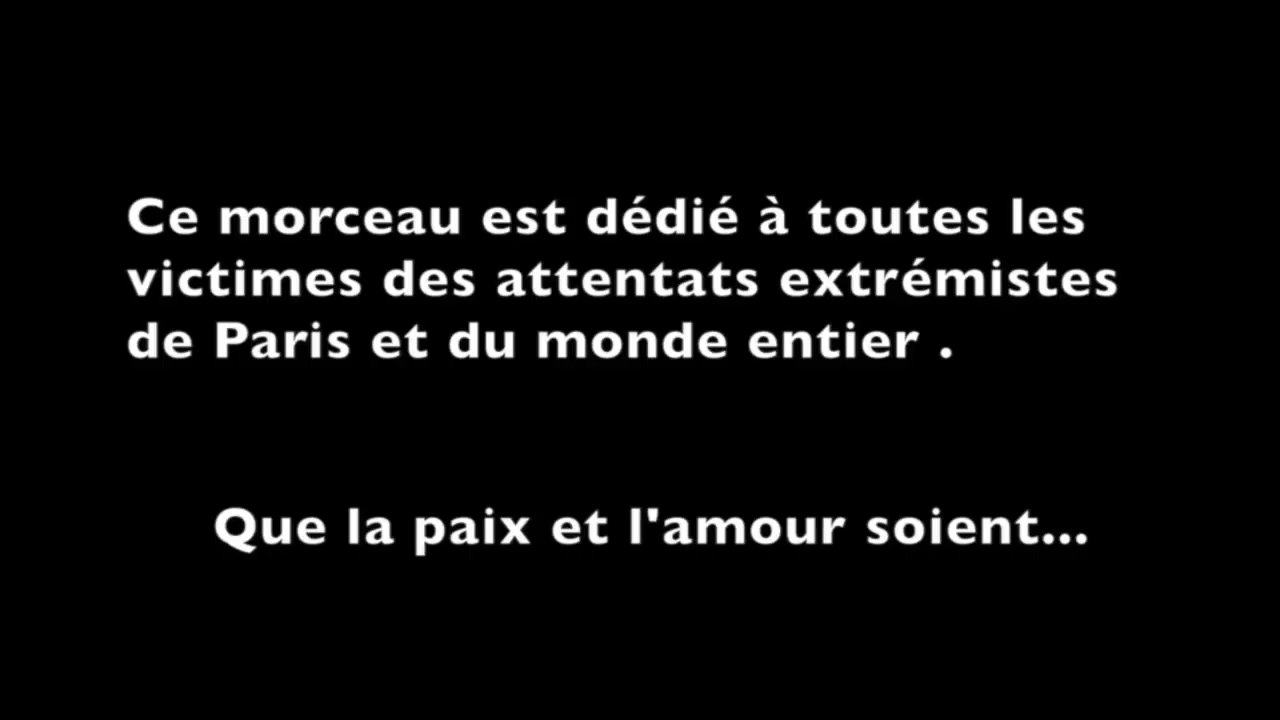 Ce morceau est dédié à toutes les
victimes des attentats extrémistes
de Paris et du monde entier .
Que la paix et l'amour soient...